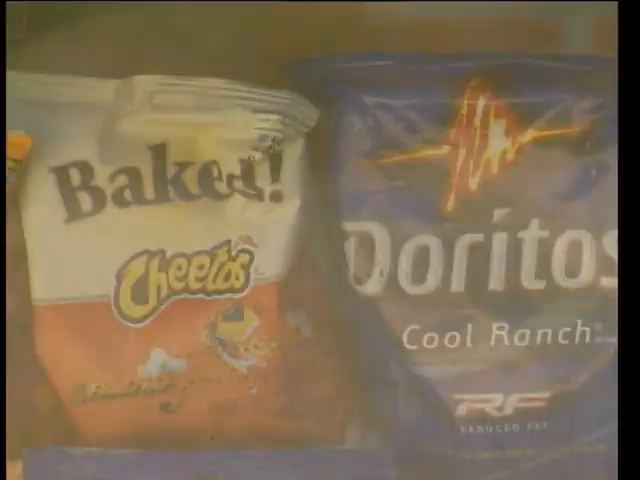 Baked!
Cheetos
Doritos
Cool Ranch
RF
REDUCED FAT